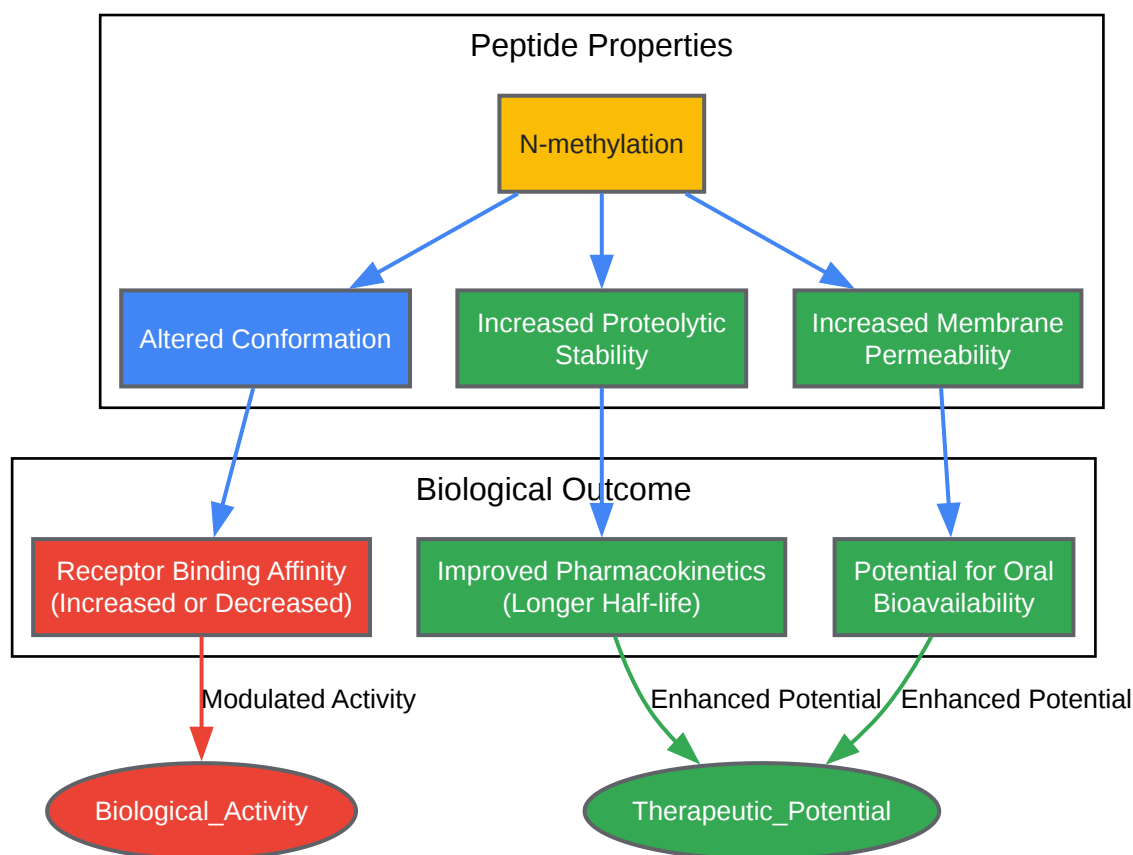 Peptide Properties
N-methylation
Altered Conformation
Increased Proteolytic
Stability
Increased Membrane
Permeability
Biological Outcome
Receptor Binding Affinity
(Increased or Decreased)
Improved Pharmacokinetics
(Longer Half-life)
Potential for Oral
Bioavailability
Modulated Activity
Enhanced Potential
Enhanced Potential
Biological_Activity
Therapeutic_Potential